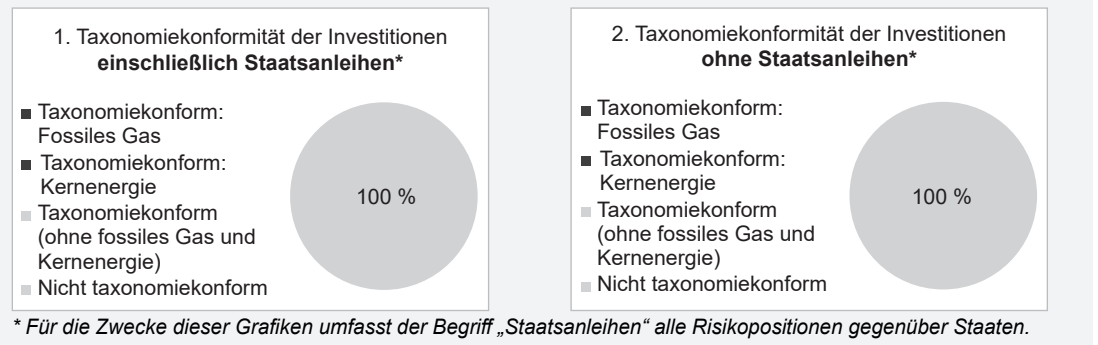 1. Taxonomiekonformität der Investitionen
einschließlich Staatsanleihen*
Taxonomiekonform:
Fossiles Gas
Taxonomiekonform:
Kernenergie
Taxonomiekonform
(ohne fossiles Gas und
Kernenergie)
Nicht taxonomiekonform
100 %
2. Taxonomiekonformität der Investitionen
ohne Staatsanleihen*
Taxonomiekonform:
Fossiles Gas
Taxonomiekonform:
Kernenergie
Taxonomiekonform
(ohne fossiles Gas und
Kernenergie)
Nicht taxonomiekonform
100 %
* Für die Zwecke dieser Grafiken umfasst der Begriff „Staatsanleihen“ alle Risikopositionen gegenüber Staaten.